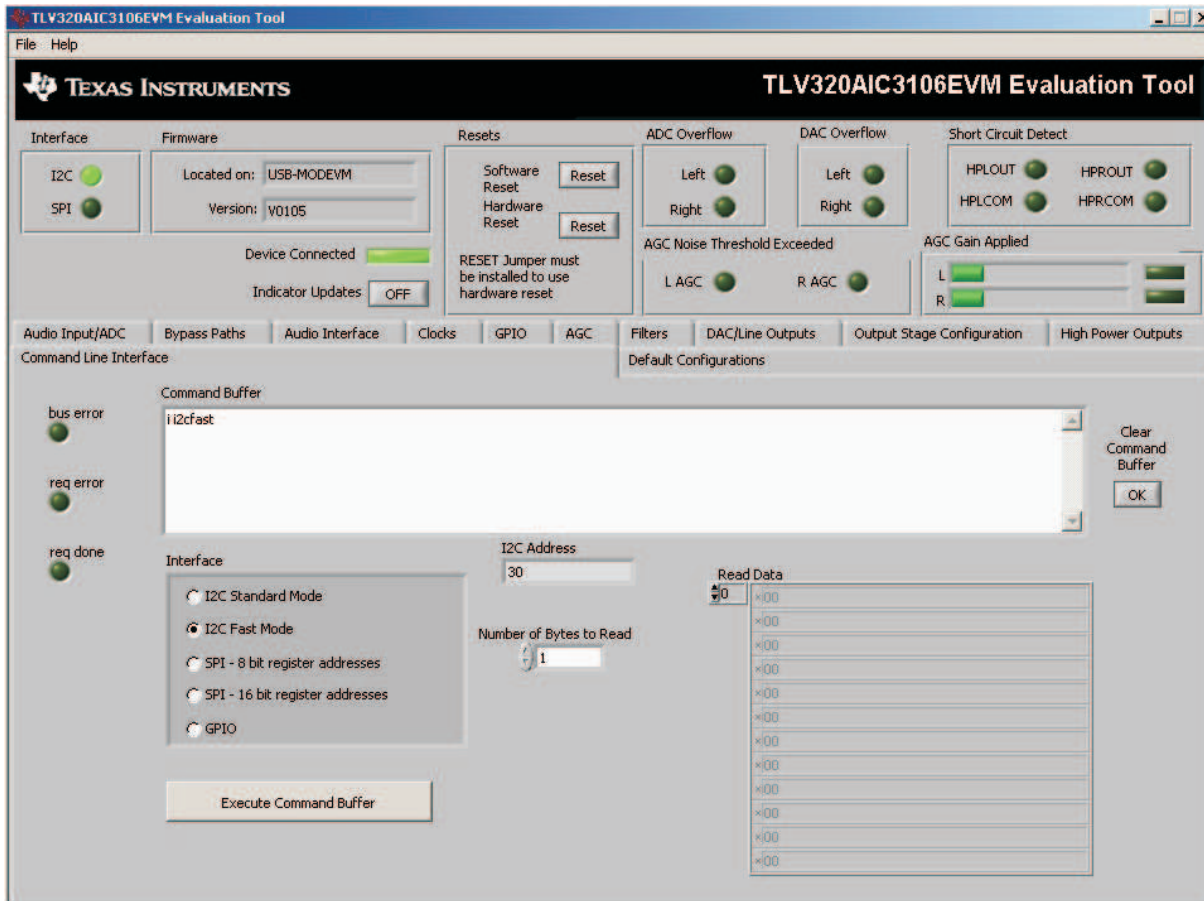 TLV320AIC3106EVM Evaluation Tool
File Help
TEXAS INSTRUMENTS
TLV320AIC3106EVM Evaluation Tool
Interface
I2C
SPI
Firmware
Located on: USB-MODEVM
Version: V0105
Device Connected
Indicator Updates OFF
Resets
Software Reset Reset
Hardware Reset Reset
RESET Jumper must
be installed to use
hardware reset
ADC Overflow
Left
Right
DAC Overflow
Left
Right
Short Circuit Detect
HPLOUT HPROUT
HPLCOM HPRCOM
AGC Noise Threshold Exceeded
L AGC R AGC
AGC Gain Applied
L
R
Audio Input/ADC Bypass Paths Audio Interface Clocks GPIO AGC Filters DAC/Line Outputs Output Stage Configuration High Power Outputs
Command Line Interface Default Configurations
bus error
req error
req done
Command Buffer
i i2cfast
Clear
Command
Buffer
OK
Interface
I2C Standard Mode
I2C Fast Mode
SPI - 8 bit register addresses
SPI - 16 bit register addresses
GPIO
I2C Address
30
Number of Bytes to Read
1
Read Data
0
x00
x00
x00
x00
x00
x00
x00
x00
x00
x00
x00
x00
Execute Command Buffer